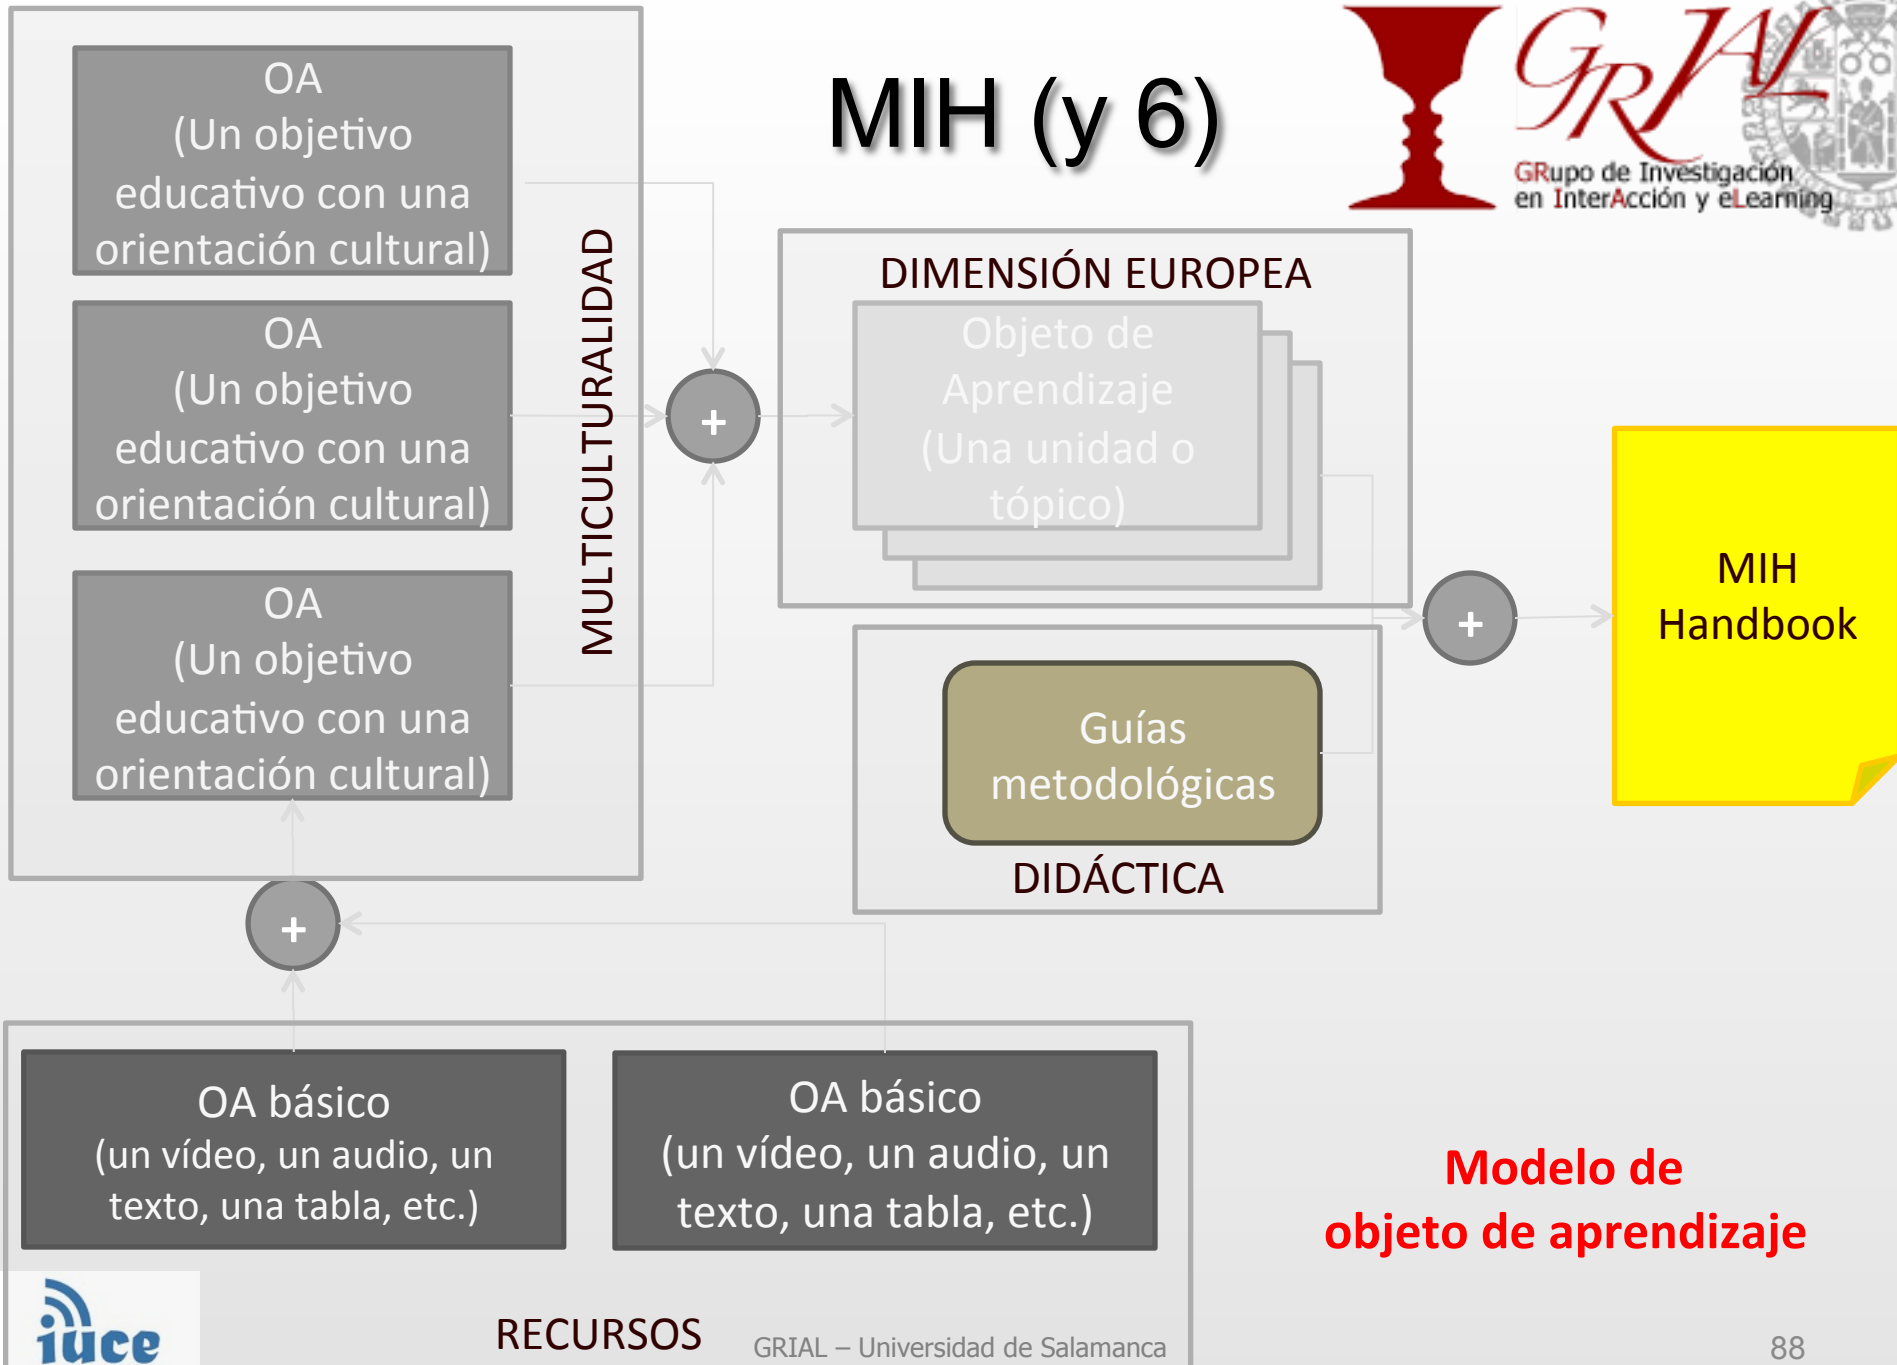 MIH (y 6)
GRIAL
GRupo de Investigación
en InterAcción y eLearning
OA
(Un objetivo
educativo con una
orientación cultural)
OA
(Un objetivo
educativo con una
orientación cultural)
OA
(Un objetivo
educativo con una
orientación cultural)
MULTICULTURALIDAD
+
DIMENSIÓN EUROPEA
Objeto de
Aprendizaje
(Una unidad o
tópico)
Guías
metodológicas
DIDÁCTICA
+
MIH
Handbook
+
OA básico
(un vídeo, un audio, un
texto, una tabla, etc.)
OA básico
(un vídeo, un audio, un
texto, una tabla, etc.)
RECURSOS
Modelo de
objeto de aprendizaje
iuce
GRIAL – Universidad de Salamanca
88